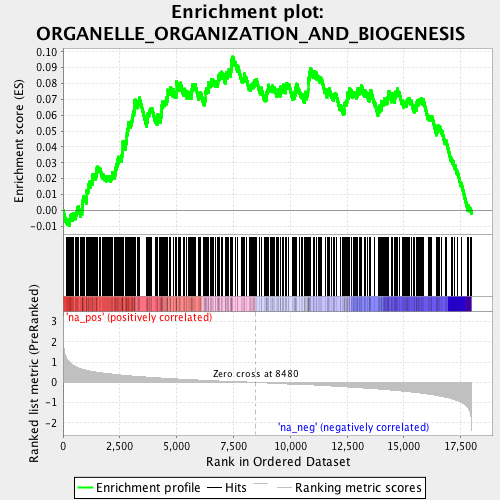 Enrichment plot:
ORGANELLE_ORGANIZATION_AND_BIOGENESIS
Enrichment score (ES)
0.10
0.09
0.08
0.07
0.06
0.05
0.04
0.03
0.02
0.01
0.00
-0.01
'na_pos' (positively correlated)
Ranked list metric (PreRanked)
3
2
1
0
-1
-2
Zero cross at 8480
'na_neg' (negatively correlated)
0
2,500
5,000
7,500
10,000
12,500
15,000
17,500
Rank in Ordered Dataset
Enrichment profile
Hits
Ranking metric scores